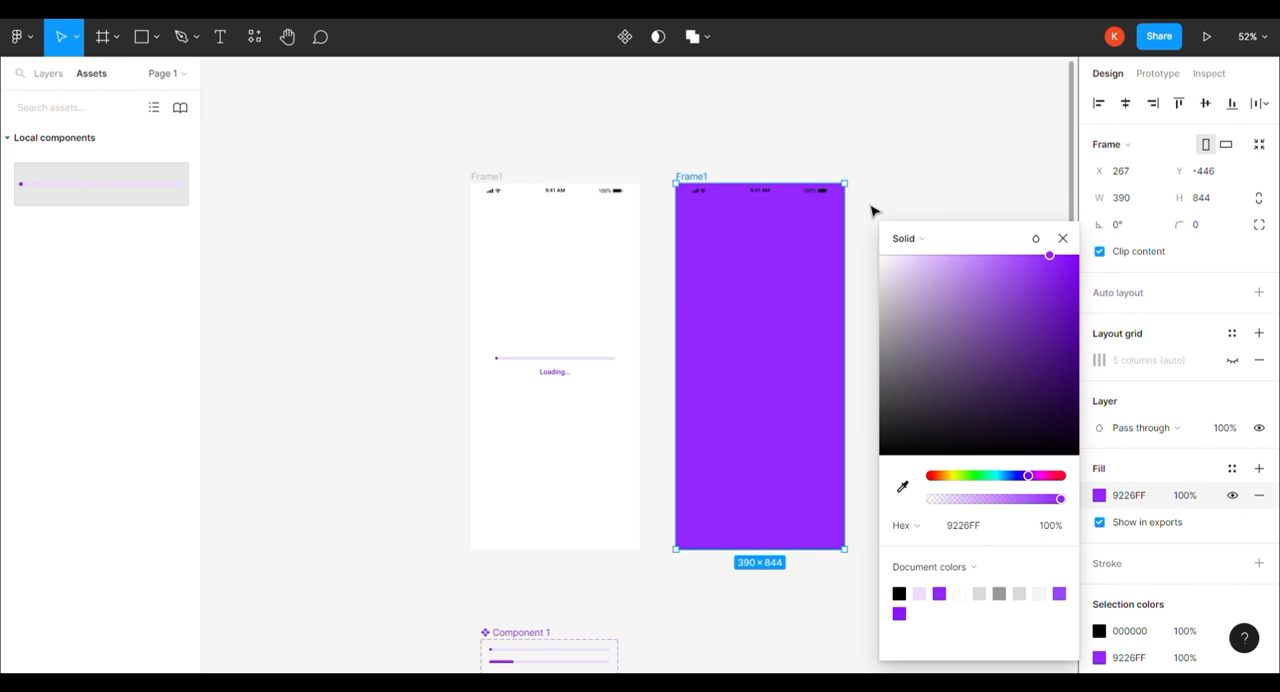 Share
52%
Layers
Assets
Page 1
Design
Prototype
Inspect
Search assets...
Local components
Frame
X 267
Y -446
W 390
H 844
0°
0
Clip content
Auto layout
Layout grid
5 columns (auto)
Layer
Pass through
100%
Fill
9226FF
100%
Show in exports
Stroke
Selection colors
000000
100%
9226FF
100%
?
K
Frame1
9:41 AM
100%
Loading...
Frame1
9:41 AM
100%
390 × 844
Solid
Hex
9226FF
100%
Document colors
Component 1